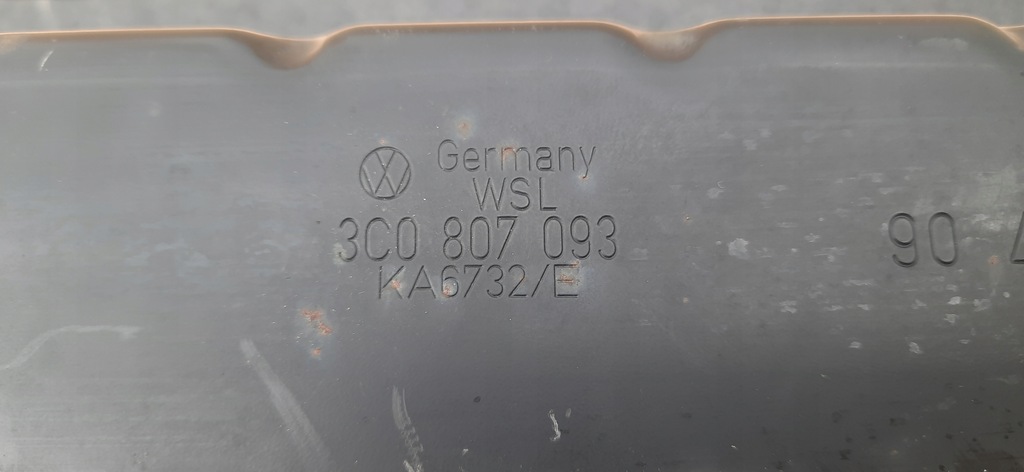 Germany
WSL
3C0 807 093
KA6732/E
90